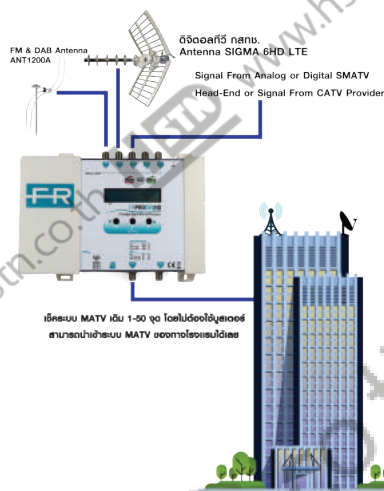 ดิจิตอลทีวี กสทช.
Antenna SIGMA 6HD LTE
FM & DAB Antenna
ANT1200A
Signal From Analog or Digital SMATV
Head-End or Signal From CATV Provider
FR
เช็คระบบ MATV เดิม 1-50 จุด โดยไม่ต้องใช้บูสเตอร์
สามารถนำเข้าระบบ MATV ของทางโรงแรมได้เลย